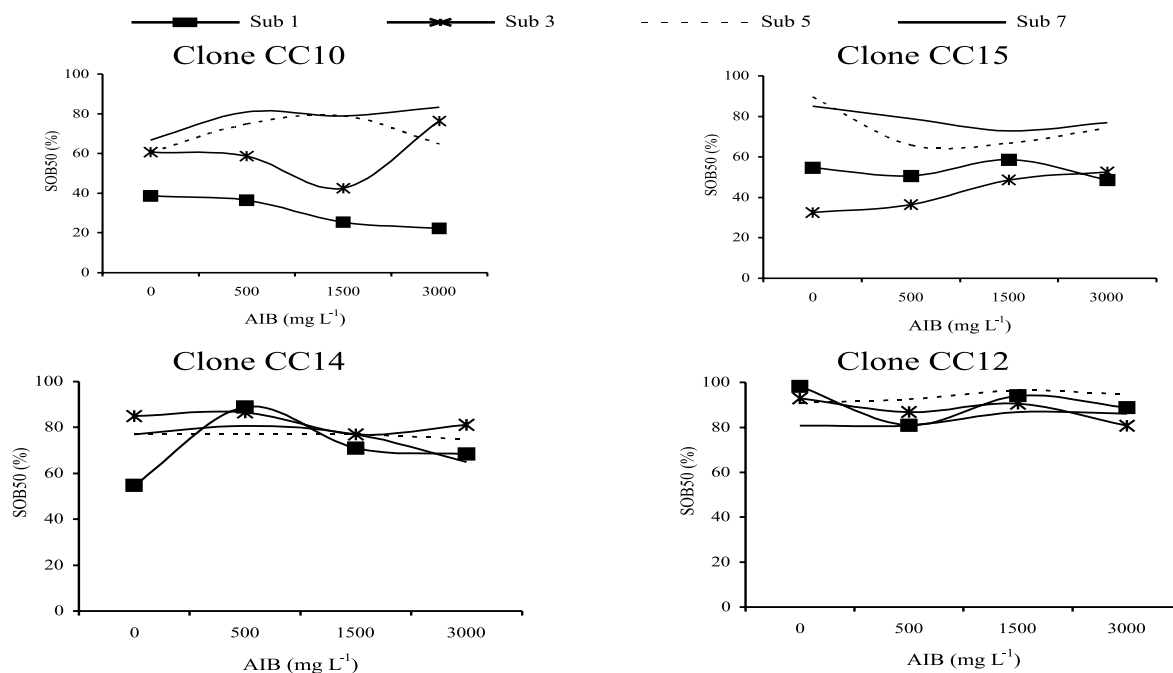 Sub 1 Sub 3 Sub 5 Sub 7
Clone CC10
100
80
60
40
20
0
SOB50 (%)
0 500 1500 3000
AIB (mg L⁻¹)
Clone CC15
100
80
60
40
20
0
SOB50 (%)
0 500 1500 3000
AIB (mg L⁻¹)
Clone CC14
100
80
60
40
20
0
SOB50 (%)
0 500 1500 3000
AIB (mg L⁻¹)
Clone CC12
100
80
60
40
20
0
SOB50 (%)
0 500 1500 3000
AIB (mg L⁻¹)